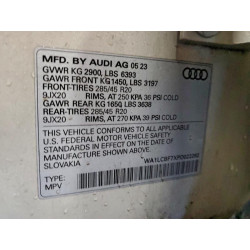 MFD. BY AUDI AG 05 23
GVWR KG 2900, LBS 6393
GAWR FRONT KG1450, LBS 3197
FRONT-TIRES 285/45 R20
9JX20 RIMS, AT 250 KPA 36 PSI COLD
GAWR REAR KG 1650, LBS 3638
REAR-TIRES 285/45 R20
9JX20 RIMS, AT 270 KPA 39 PSI COLD
THIS VEHICLE CONFORMS TO ALL APPLICABLE
U.S. FEDERAL MOTOR VEHICLE SAFETY
STANDARDS IN EFFECT ON THE DATE OF
MANUFACTURE SHOWN ABOVE.
SLOVAKIA
TYPE:
MPV